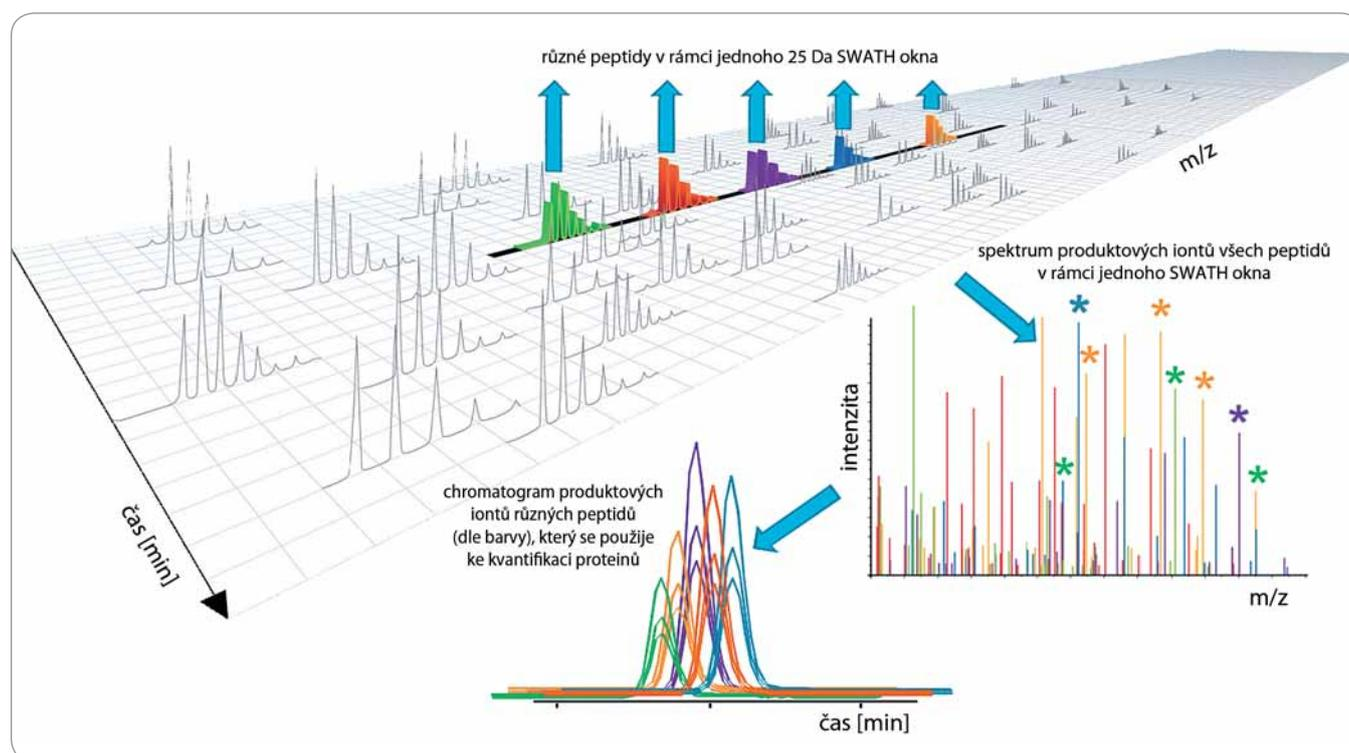 různé peptidy v rámci jednoho 25 Da SWATH okna
m/z
spektrum produktových iontů všech peptidů
v rámci jednoho SWATH okna
intenzita
m/z
chromatogram produktových
iontů různých peptidů
(dle barvy), který se použije
ke kvantifikaci proteinů
čas [min]
čas [min]